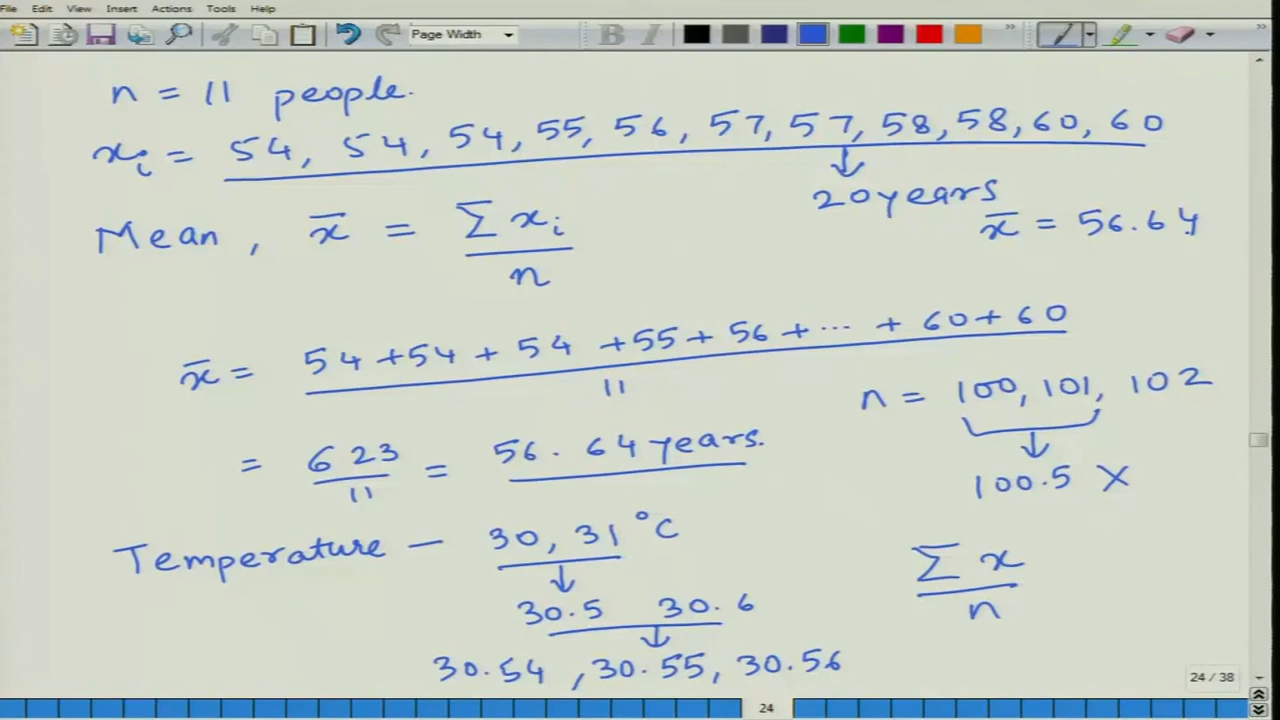 File Edit View Insert Actions Tools Help
Page Width
n = 11 people.
xi = 54, 54, 54, 55, 56, 57, 57, 58, 58, 60, 60
20 years
Mean, x̄ = Σ xi / n
x̄ = 56.64
x̄ = 54 + 54 + 54 + 55 + 56 + ... + 60 + 60 / 11
n = 100, 101, 102
100.5 X
= 623 / 11 = 56.64 years.
Temperature – 30, 31 °C
Σ x / n
30.5 30.6
30.54, 30.55, 30.56
24 / 38
24